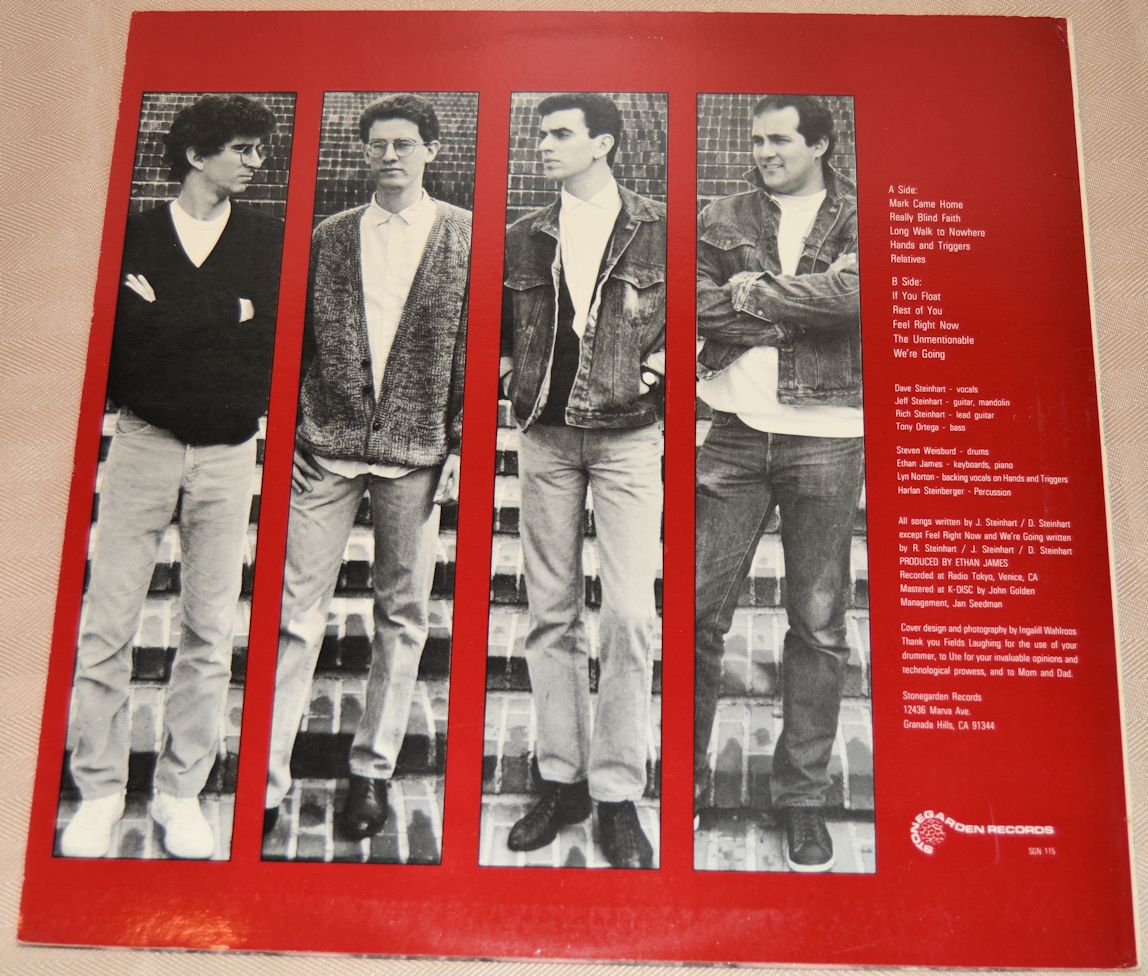 A Side:
Mark Came Home
Really Blind Faith
Long Walk to Nowhere
Hands and Triggers
Relatives
B Side:
If You Float
Rest of You
Feel Right Now
The Unmentionable
We're Going
Dave Steinhart - vocals
Jeff Steinhart - guitar, mandolin
Rich Steinhart - lead guitar
Tony Ortega - bass
Steven Weisburd - drums
Ethan James - keyboards, piano
Lyn Norton - backing vocals on Hands and Triggers
Harlan Steinberger - Percussion
All songs written by J. Steinhart / D. Steinhart
except Feel Right Now and We're Going written
by R. Steinhart / J. Steinhart / D. Steinhart
PRODUCED BY ETHAN JAMES
Recorded at Radio Tokyo, Venice, CA
Mastered at K-DISC by John Golden
Management, Jan Seedman
Cover design and photography by Ingalill Wahlroos
Thank you Fields Laughing for the use of your
drummer, to Ute for your invaluable opinions and
technological prowess, and to Mom and Dad.
Stonegarden Records
12436 Marva Ave.
Granada Hills, CA 91344
STONEGARDEN RECORDS
SGN 115